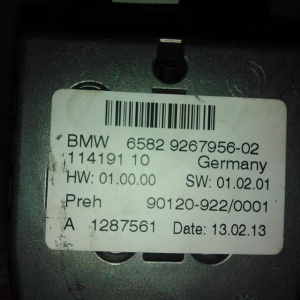 BMW 6582 9267956-02
114191 10 Germany
HW: 01.00.00 SW: 01.02.01
Preh 90120-922/0001
A 1287561 Date: 13.02.13